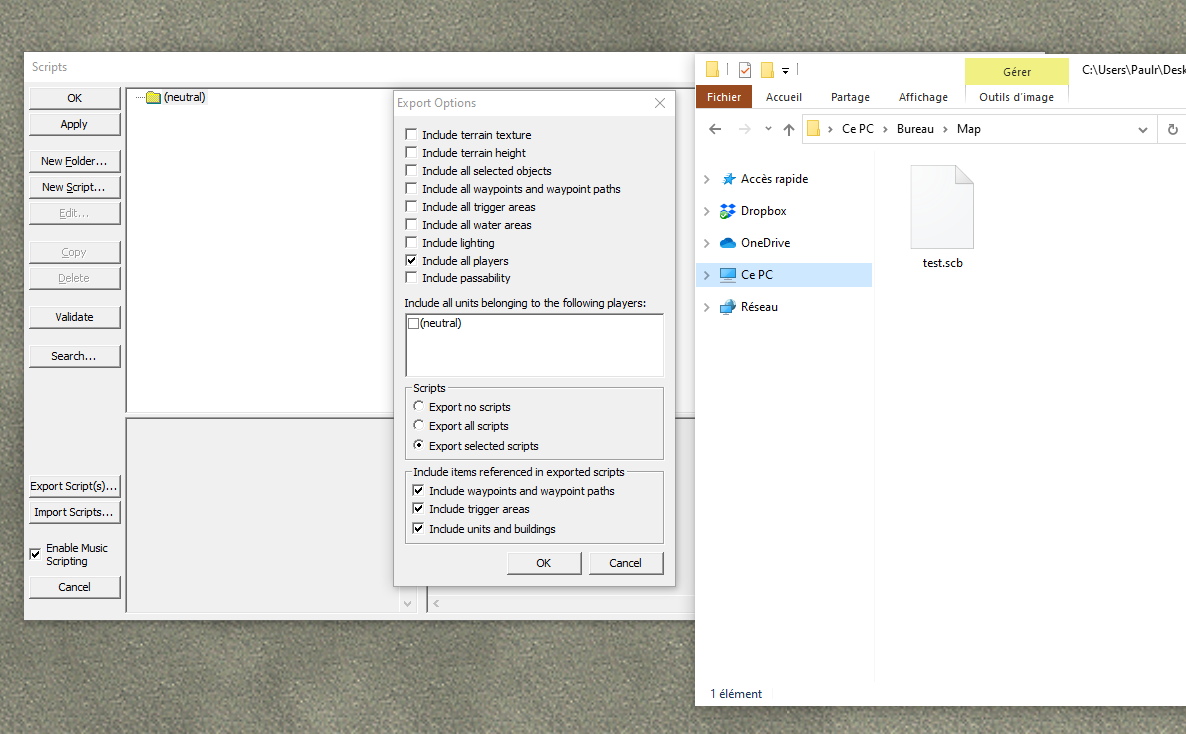 Scripts
OK
Apply
New Folder...
New Script...
Edit...
Copy
Delete
Validate
Search...
Export Script(s)...
Import Scripts...
Enable Music
Scripting
Cancel
(neutral)
Export Options
Include terrain texture
Include terrain height
Include all selected objects
Include all waypoints and waypoint paths
Include all trigger areas
Include all water areas
Include lighting
Include all players
Include passability
Include all units belonging to the following players:
(neutral)
Scripts
Export no scripts
Export all scripts
Export selected scripts
Include items referenced in exported scripts
Include waypoints and waypoint paths
Include trigger areas
Include units and buildings
OK
Cancel
Gérer
C:\Users\Paulr\Desk
Fichier
Accueil
Partage
Affichage
Outils d'image
Ce PC
Bureau
Map
Accès rapide
Dropbox
OneDrive
Ce PC
Réseau
test.scb
1 élément